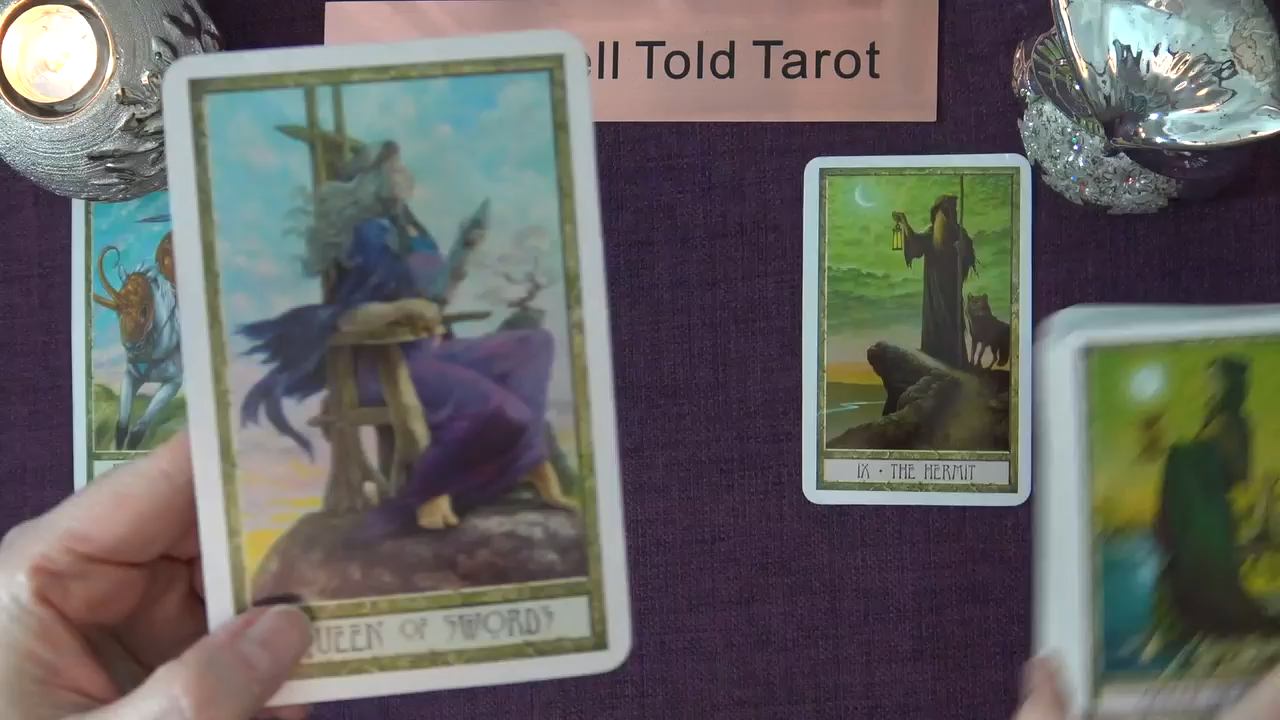 ell Told Tarot
QUEEN OF SWORDS
IX • THE HERMIT